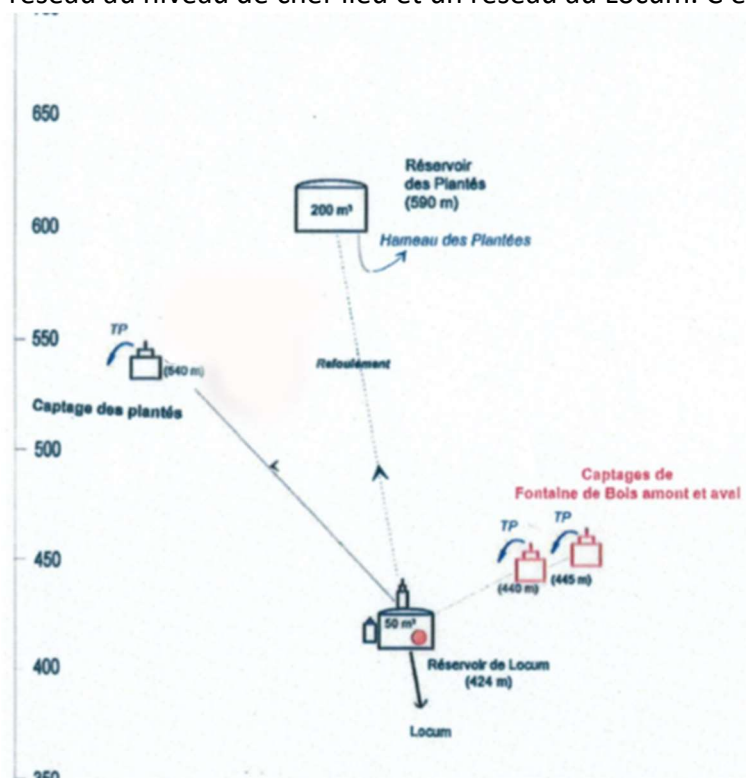 réseau au niveau de chef lieu et un réseau au Locum. C'e
650
Réservoir
des Plantés
(590 m)
200 m³
600
Hameau des Plantées
TP
550
(540 m)
Refoulement
Captage des plantés
500
Captages de
Fontaine de Bois amont et aval
TP
TP
450
(440 m)
(445 m)
50 m³
400
Réservoir de Locum
(424 m)
Locum
350